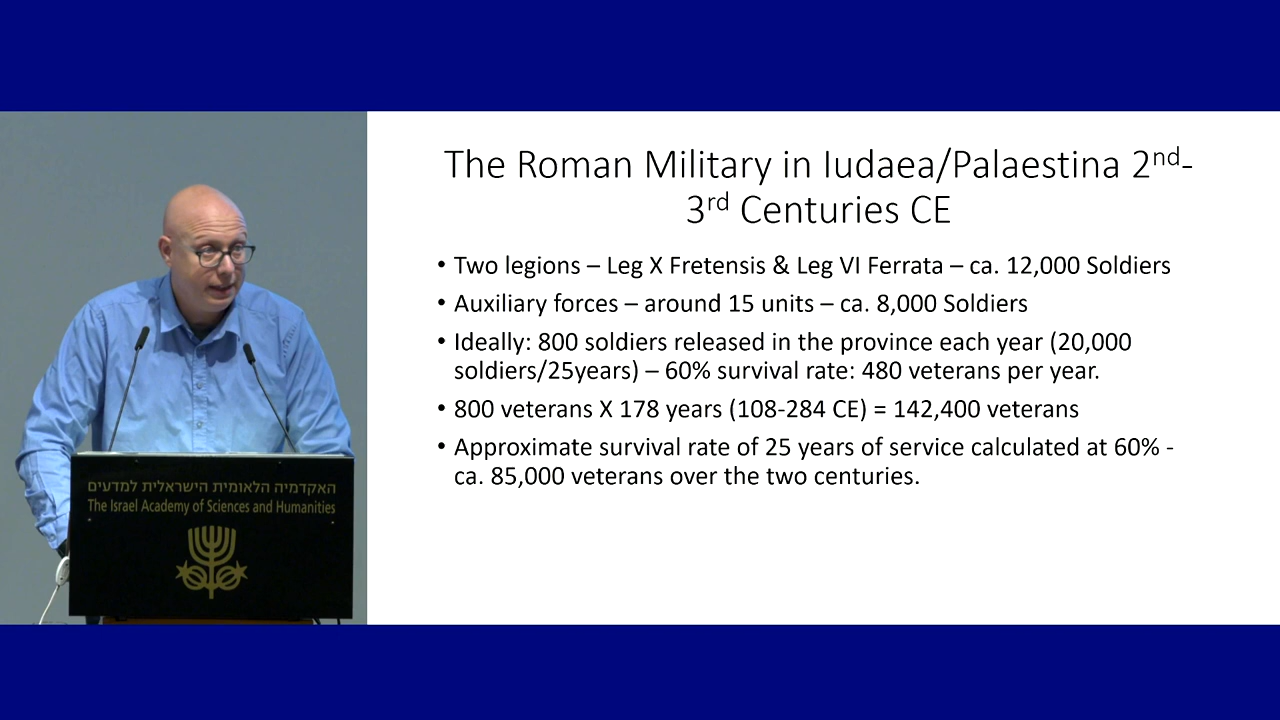 The Roman Military in Iudaea/Palaestina 2nd-
3rd Centuries CE
• Two legions – Leg X Fretensis & Leg VI Ferrata – ca. 12,000 Soldiers
• Auxiliary forces – around 15 units – ca. 8,000 Soldiers
• Ideally: 800 soldiers released in the province each year (20,000
soldiers/25years) – 60% survival rate: 480 veterans per year.
• 800 veterans X 178 years (108-284 CE) = 142,400 veterans
• Approximate survival rate of 25 years of service calculated at 60% -
ca. 85,000 veterans over the two centuries.
האקדמיה הלאומית הישראלית למדעים
The Israel Academy of Sciences and Humanities